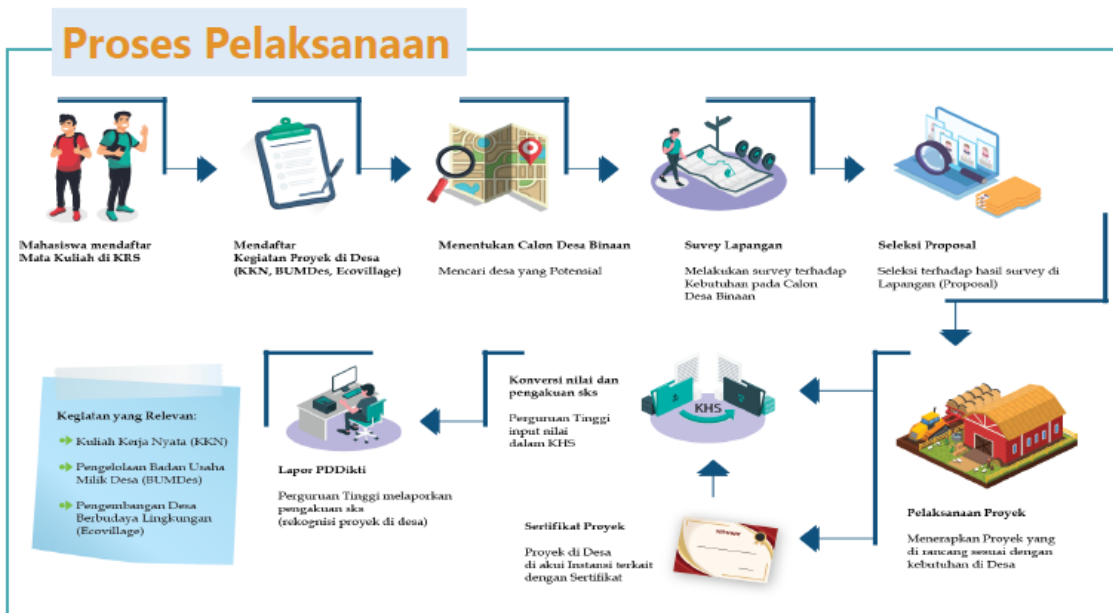 Proses Pelaksanaan
Mahasiswa mendaftar
Mata Kuliah di KRS
Mendaftar
Kegiatan Proyek di Desa
(KKN, BUMDes, Ecovillage)
Menentukan Calon Desa Binaan
Mencari desa yang Potensial
Suvey Lapangan
Melakukan survey terhadap
Kebutuhan pada Calon
Desa Binaan
Seleksi Proposal
Seleksi terhadap hasil survey di
Lapangan (Proposal)
Pelaksanaan Proyek
Menerapkan Proyek yang
di rancang sesuai dengan
kebutuhan di Desa
Konversi nilai dan
pengakuan sks
Perguruan Tinggi
input nilai
dalam KHS
KHS
Sertifikat Proyek
Proyek di Desa
di akui Instansi terkait
dengan Sertifikat
Lapor PDDikti
Perguruan Tinggi melaporkan
pengakuan sks
(rekognisi proyek di desa)
Kegiatan yang Relevan:
Kuliah Kerja Nyata (KKN)
Pengelolaan Badan Usaha
Milik Desa (BUMDes)
Pengembangan Desa
Berbudaya Lingkungan
(Ecovillage)